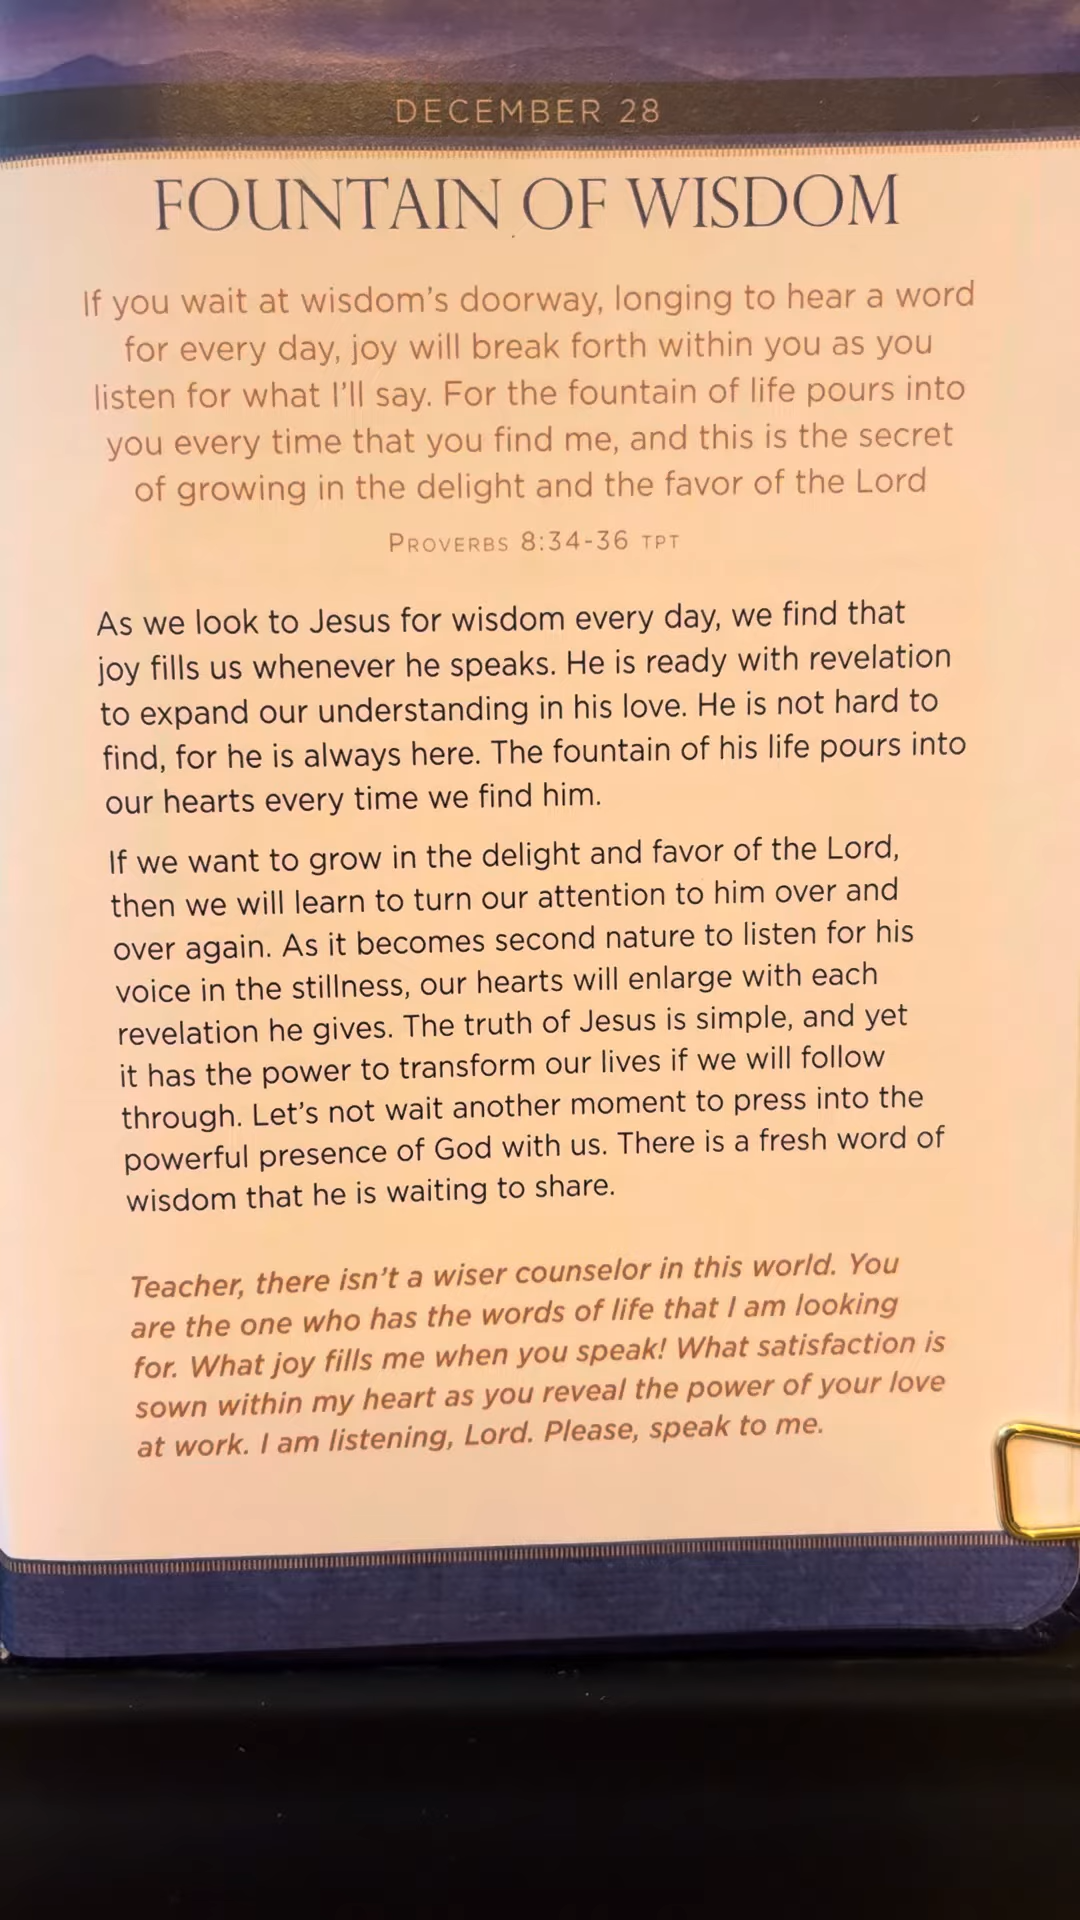 DECEMBER 28
FOUNTAIN OF WISDOM
If you wait at wisdom's doorway, longing to hear a word
for every day, joy will break forth within you as you
listen for what I'll say. For the fountain of life pours into
you every time that you find me, and this is the secret
of growing in the delight and the favor of the Lord
PROVERBS 8:34-36 TPT
As we look to Jesus for wisdom every day, we find that
joy fills us whenever he speaks. He is ready with revelation
to expand our understanding in his love. He is not hard to
find, for he is always here. The fountain of his life pours into
our hearts every time we find him.
If we want to grow in the delight and favor of the Lord,
then we will learn to turn our attention to him over and
over again. As it becomes second nature to listen for his
voice in the stillness, our hearts will enlarge with each
revelation he gives. The truth of Jesus is simple, and yet
it has the power to transform our lives if we will follow
through. Let's not wait another moment to press into the
powerful presence of God with us. There is a fresh word of
wisdom that he is waiting to share.
Teacher, there isn't a wiser counselor in this world. You
are the one who has the words of life that I am looking
for. What joy fills me when you speak! What satisfaction is
sown within my heart as you reveal the power of your love
at work. I am listening, Lord. Please, speak to me.